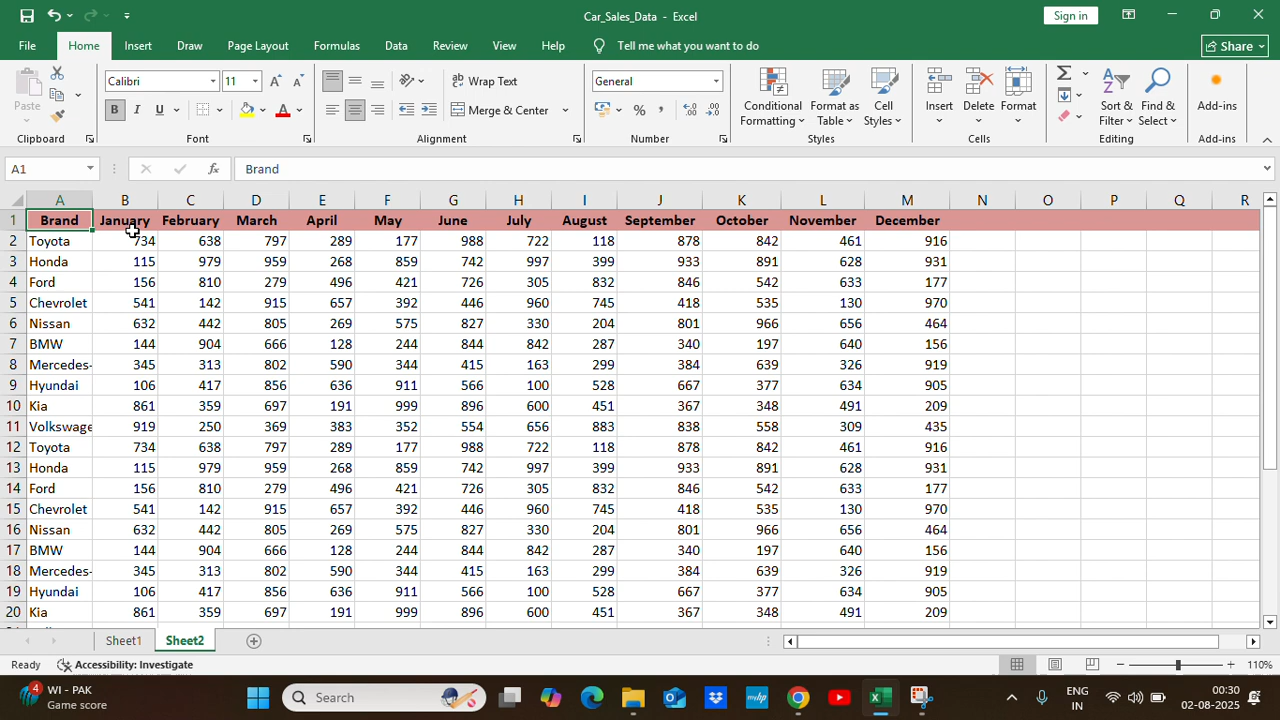 Car_Sales_Data - Excel
Sign in
File Home Insert Draw Page Layout Formulas Data Review View Help Tell me what you want to do Share
Paste
Clipboard
Calibri 11
B I U
Font
Wrap Text
Merge & Center
Alignment
General
Number
Conditional Formatting
Format as Table
Cell Styles
Styles
Insert Delete Format
Cells
Sort & Filter
Find & Select
Editing
Add-ins
Add-ins
A1 fx Brand
A B C D E F G H I J K L M N O P Q R
1 Brand January February March April May June July August September October November December
2 Toyota 734 638 797 289 177 988 722 118 878 842 461 916
3 Honda 115 979 959 268 859 742 997 399 933 891 628 931
4 Ford 156 810 279 496 421 726 305 832 846 542 633 177
5 Chevrolet 541 142 915 657 392 446 960 745 418 535 130 970
6 Nissan 632 442 805 269 575 827 330 204 801 966 656 464
7 BMW 144 904 666 128 244 844 842 287 340 197 640 156
8 Mercedes- 345 313 802 590 344 415 163 299 384 639 326 919
9 Hyundai 106 417 856 636 911 566 100 528 667 377 634 905
10 Kia 861 359 697 191 999 896 600 451 367 348 491 209
11 Volkswage 919 250 369 383 352 554 656 883 838 558 309 435
12 Toyota 734 638 797 289 177 988 722 118 878 842 461 916
13 Honda 115 979 959 268 859 742 997 399 933 891 628 931
14 Ford 156 810 279 496 421 726 305 832 846 542 633 177
15 Chevrolet 541 142 915 657 392 446 960 745 418 535 130 970
16 Nissan 632 442 805 269 575 827 330 204 801 966 656 464
17 BMW 144 904 666 128 244 844 842 287 340 197 640 156
18 Mercedes- 345 313 802 590 344 415 163 299 384 639 326 919
19 Hyundai 106 417 856 636 911 566 100 528 667 377 634 905
20 Kia 861 359 697 191 999 896 600 451 367 348 491 209
Sheet1 Sheet2
Ready Accessibility: Investigate 110%
4 WI - PAK
Game score
Search
ENG
IN
00:30
02-08-2025